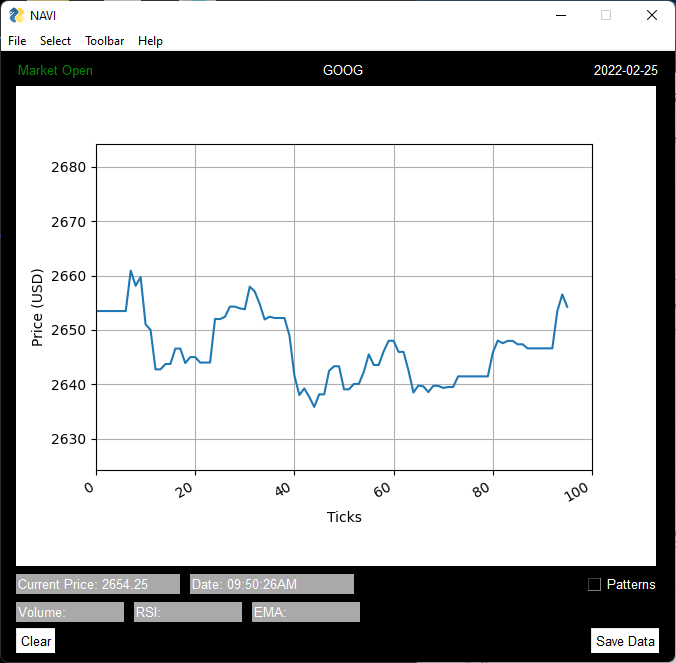 NAVI
File Select Toolbar Help
Market Open GOOG 2022-02-25
2680
2670
2660
2650
2640
2630
Price (USD)
0 20 40 60 80 100
Ticks
Current Price: 2654.25 Date: 09:50:26AM Patterns
Volume: RSI: EMA:
Clear Save Data